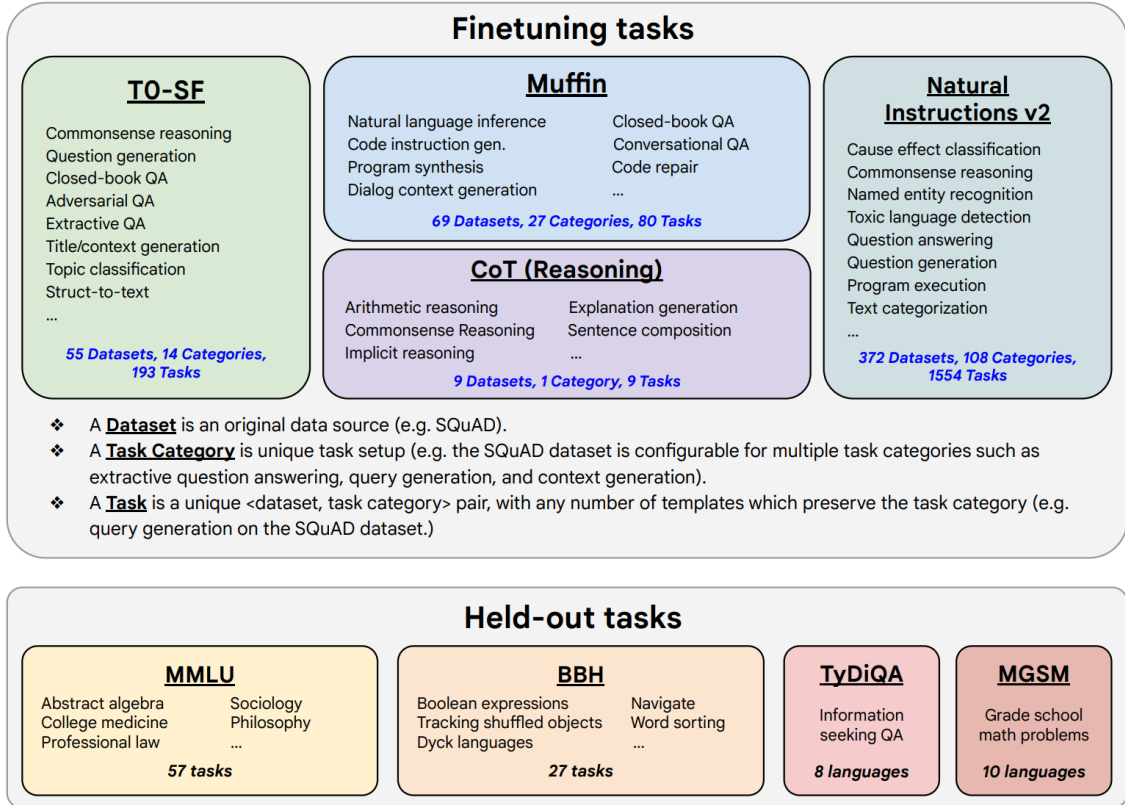 Finetuning tasks
T0-SF
Commonsense reasoning
Question generation
Closed-book QA
Adversarial QA
Extractive QA
Title/context generation
Topic classification
Struct-to-text
...
55 Datasets, 14 Categories,
193 Tasks
Muffin
Natural language inference
Code instruction gen.
Program synthesis
Dialog context generation
Closed-book QA
Conversational QA
Code repair
...
69 Datasets, 27 Categories, 80 Tasks
CoT (Reasoning)
Arithmetic reasoning
Commonsense Reasoning
Implicit reasoning
Explanation generation
Sentence composition
...
9 Datasets, 1 Category, 9 Tasks
Natural
Instructions v2
Cause effect classification
Commonsense reasoning
Named entity recognition
Toxic language detection
Question answering
Question generation
Program execution
Text categorization
...
372 Datasets, 108 Categories,
1554 Tasks
❖ A Dataset is an original data source (e.g. SQuAD).
❖ A Task Category is unique task setup (e.g. the SQuAD dataset is configurable for multiple task categories such as
extractive question answering, query generation, and context generation).
❖ A Task is a unique <dataset, task category> pair, with any number of templates which preserve the task category (e.g.
query generation on the SQuAD dataset.)
Held-out tasks
MMLU
Abstract algebra
College medicine
Professional law
Sociology
Philosophy
...
57 tasks
BBH
Boolean expressions
Tracking shuffled objects
Dyck languages
Navigate
Word sorting
...
27 tasks
TyDiQA
Information
seeking QA
8 languages
MGSM
Grade school
math problems
10 languages